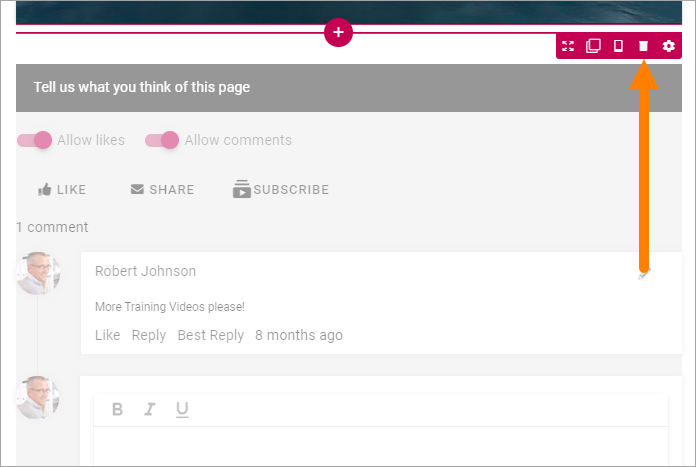 Tell us what you think of this page
Allow likes Allow comments
LIKE SHARE SUBSCRIBE
1 comment
Robert Johnson
More Training Videos please!
Like Reply Best Reply 8 months ago
B I U